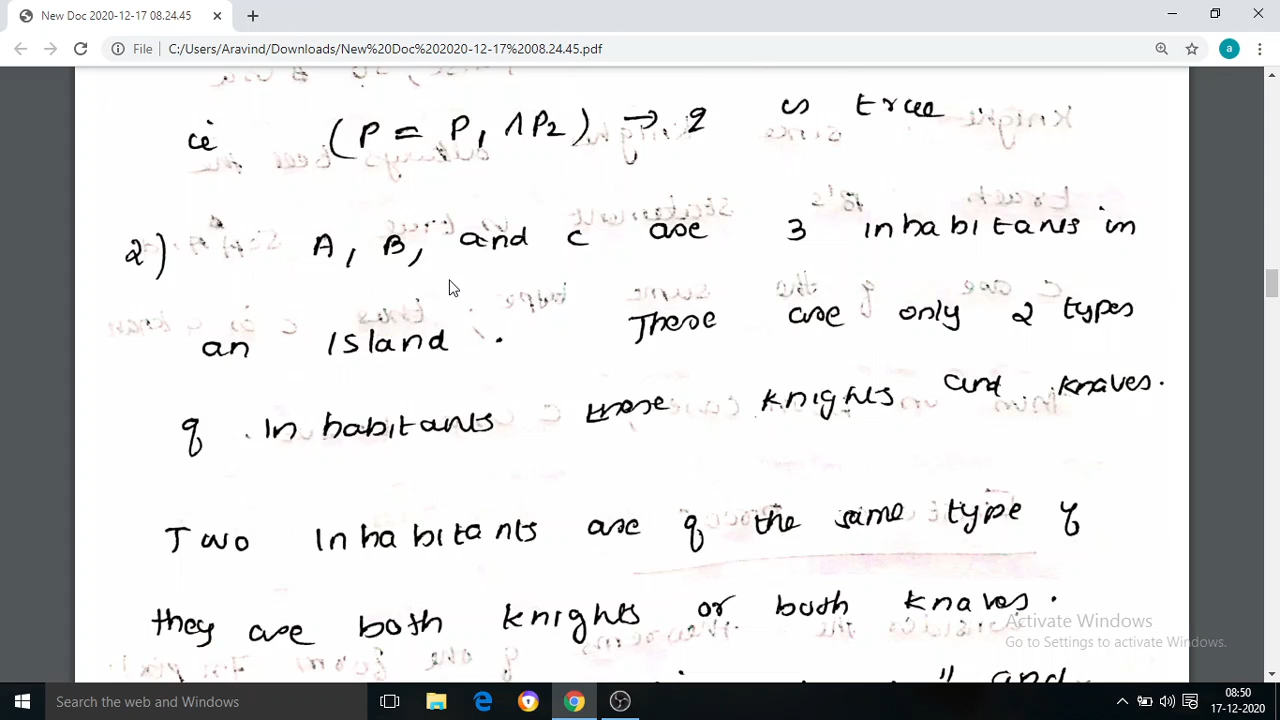 New Doc 2020-12-17 08.24.45
File C:/Users/Aravind/Downloads/New%20Doc%202020-12-17%2008.24.45.pdf
a
ie (P = P1 ∧ P2) → q is true
2) A, B, and C are 3 inhabitants in
an Island. There are only 2 types
of inhabitants there knights and knaves.
Two Inhabitants are of the same type if
they are both knights or both knaves.
and
Activate Windows
Go to Settings to activate Windows.
Search the web and Windows
08:50
17-12-2020